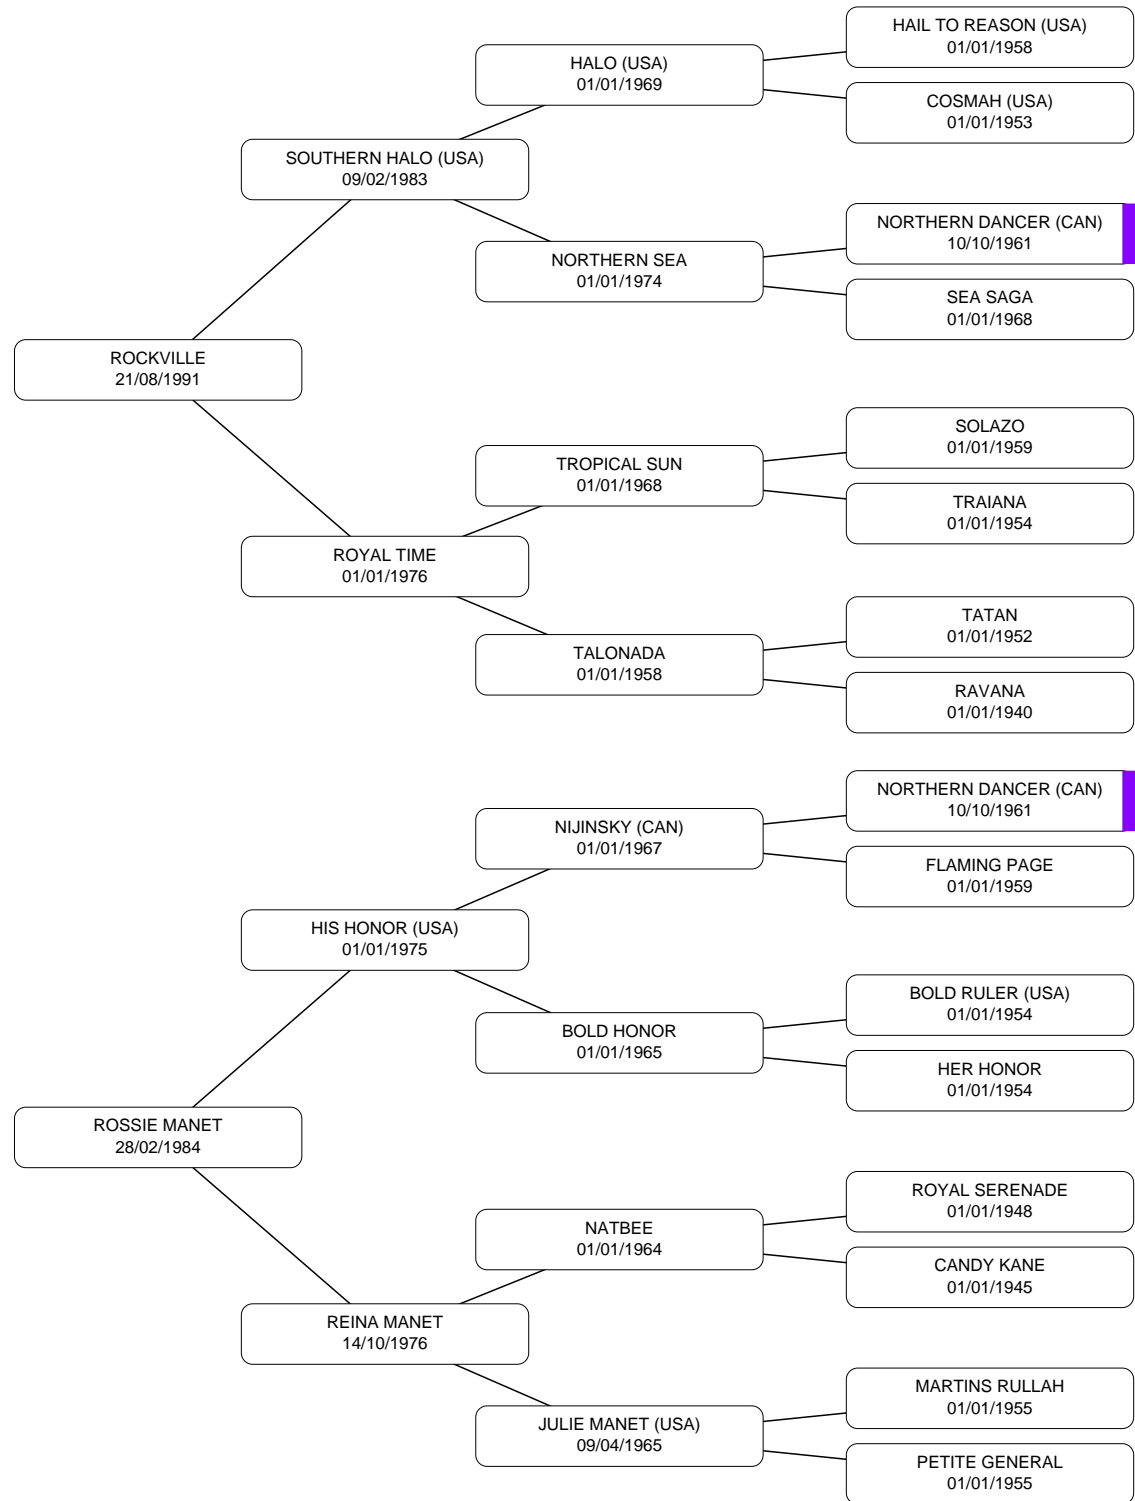 HAIL TO REASON (USA)
01/01/1958
HALO (USA)
01/01/1969
COSMAH (USA)
01/01/1953
SOUTHERN HALO (USA)
09/02/1983
NORTHERN DANCER (CAN)
10/10/1961
NORTHERN SEA
01/01/1974
SEA SAGA
01/01/1968
ROCKVILLE
21/08/1991
SOLAZO
01/01/1959
TROPICAL SUN
01/01/1968
TRAIANA
01/01/1954
ROYAL TIME
01/01/1976
TATAN
01/01/1952
TALONADA
01/01/1958
RAVANA
01/01/1940
NORTHERN DANCER (CAN)
10/10/1961
NIJINSKY (CAN)
01/01/1967
FLAMING PAGE
01/01/1959
HIS HONOR (USA)
01/01/1975
BOLD RULER (USA)
01/01/1954
BOLD HONOR
01/01/1965
HER HONOR
01/01/1954
ROSSIE MANET
28/02/1984
ROYAL SERENADE
01/01/1948
NATBEE
01/01/1964
CANDY KANE
01/01/1945
REINA MANET
14/10/1976
MARTINS RULLAH
01/01/1955
JULIE MANET (USA)
09/04/1965
PETITE GENERAL
01/01/1955